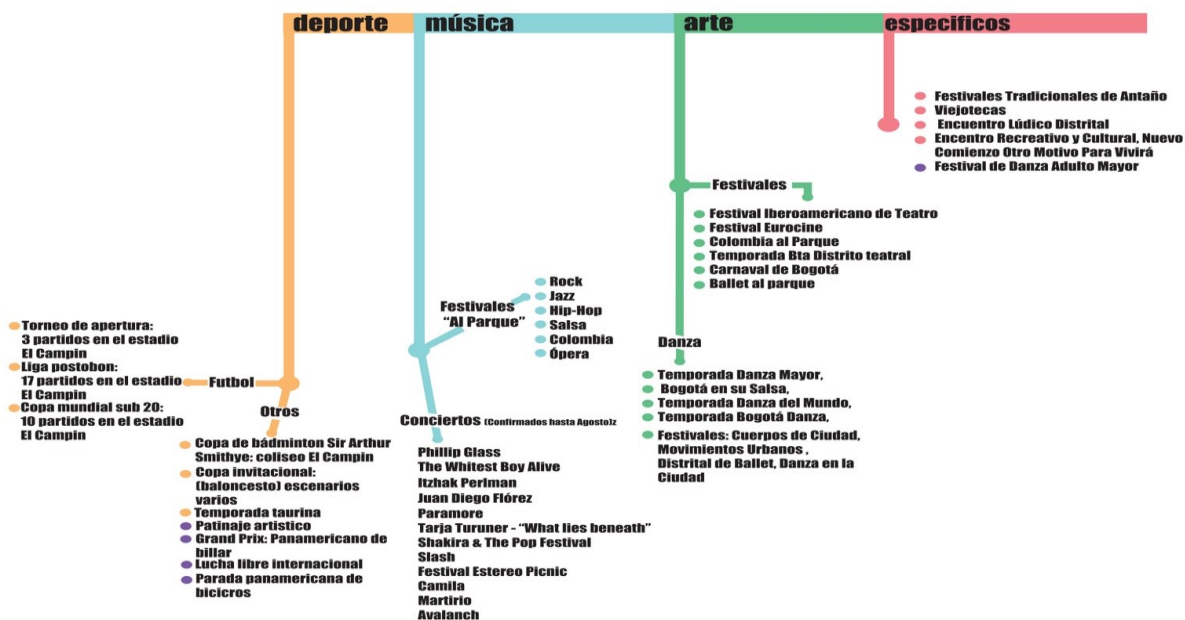 deporte
música
arte
especificos
Torneo de apertura:
3 partidos en el estadio
El Campin
Liga postobon:
17 partidos en el estadio
El Campin
Copa mundial sub 20:
10 partidos en el estadio
El Campin
Futbol
Otros
Copa de bádminton Sir Arthur
Smithye: coliseo El Campin
Copa invitacional:
(baloncesto) escenarios
varios
Temporada taurina
Patinaje artistico
Grand Prix: Panamericano de
billar
Lucha libre internacional
Parada panamericana de
bicicros
Festivales
"Al Parque"
Rock
Jazz
Hip-Hop
Salsa
Colombia
Ópera
Conciertos (Confirmados hasta Agosto)z
Phillip Glass
The Whitest Boy Alive
Itzhak Perlman
Juan Diego Flórez
Paramore
Tarja Turuner - "What lies beneath"
Shakira & The Pop Festival
Slash
Festival Estereo Picnic
Camila
Martirio
Avalanch
Festivales
Festival Iberoamericano de Teatro
Festival Eurocine
Colombia al Parque
Temporada Bta Distrito teatral
Carnaval de Bogotá
Ballet al parque
Danza
Temporada Danza Mayor,
Bogotá en su Salsa,
Temporada Danza del Mundo,
Temporada Bogotá Danza,
Festivales: Cuerpos de Ciudad,
Movimientos Urbanos ,
Distrital de Ballet, Danza en la
Ciudad
Festivales Tradicionales de Antaño
Viejotecas
Encuentro Lúdico Distrital
Encentro Recreativo y Cultural, Nuevo
Comienzo Otro Motivo Para Vivirá
Festival de Danza Adulto Mayor